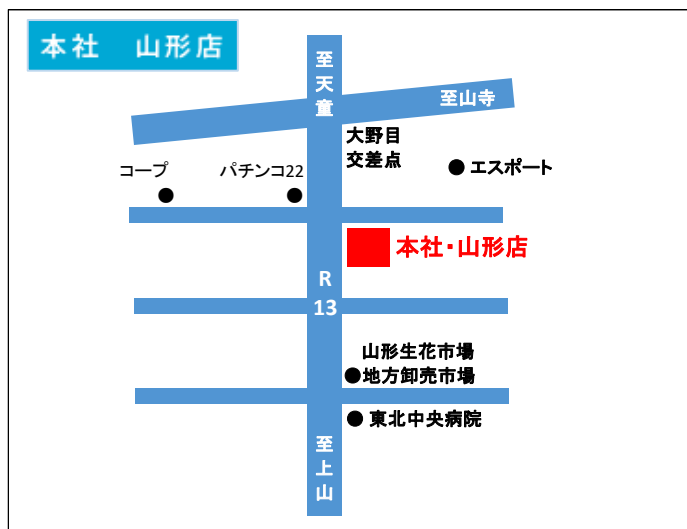 本社　山形店
至天童
至山寺
大野目
交差点
コープ
パチンコ22
エスポート
本社・山形店
R
13
山形生花市場
地方卸売市場
東北中央病院
至上山